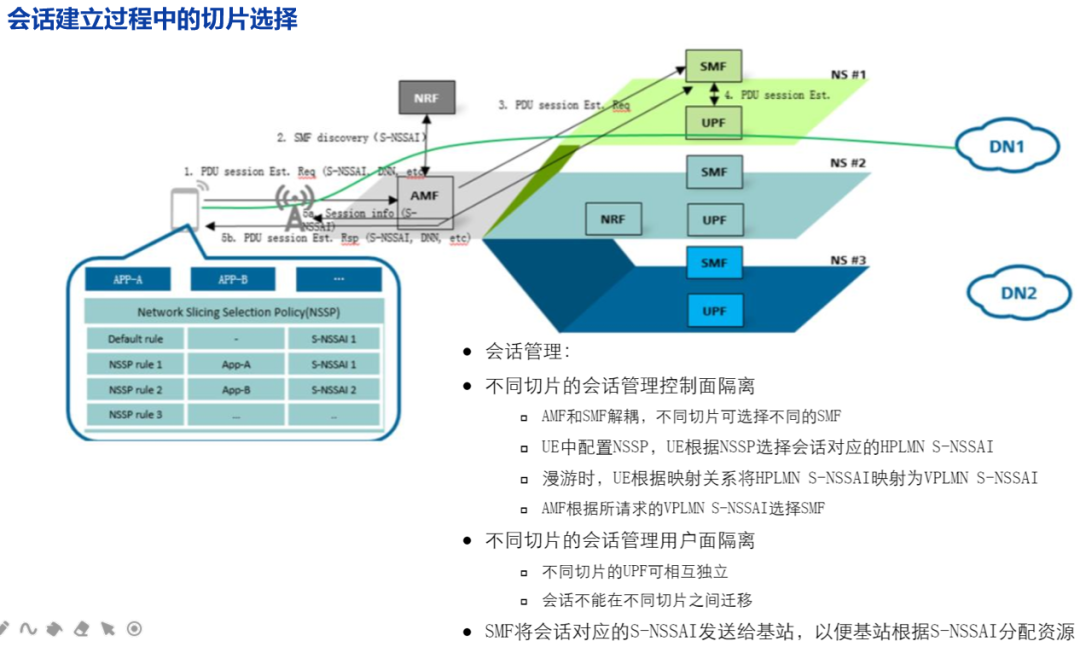 会话建立过程中的切片选择
SMF
NS #1
NRF
3. PDU session Est. Req
4. PDU session Est.
UPF
2. SMF discovery (S-NSSAI)
DN1
NS #2
1. PDU session Est. Req (S-NSSAI, DNN, etc
SMF
AMF
6a. Session info (S-
NSSAI)
NRF
UPF
5b. PDU session Est. Rsp (S-NSSAI, DNN, etc)
NS #3
SMF
APP-A
APP-B
...
DN2
UPF
Network Slicing Selection Policy(NSSP)
Default rule - S-NSSAI 1
NSSP rule 1 App-A S-NSSAI 1
NSSP rule 2 App-B S-NSSAI 2
NSSP rule 3 ... ..
● 会话管理：
● 不同切片的会话管理控制面隔离
AMF和SMF解耦，不同切片可选择不同的SMF
UE中配置NSSP，UE根据NSSP选择会话对应的HPLMN S-NSSAI
漫游时，UE根据映射关系将HPLMN S-NSSAI映射为VPLMN S-NSSAI
AMF根据所请求的VPLMN S-NSSAI选择SMF
● 不同切片的会话管理用户面隔离
不同切片的UPF可相互独立
会话不能在不同切片之间迁移
● SMF将会话对应的S-NSSAI发送给基站，以便基站根据S-NSSAI分配资源